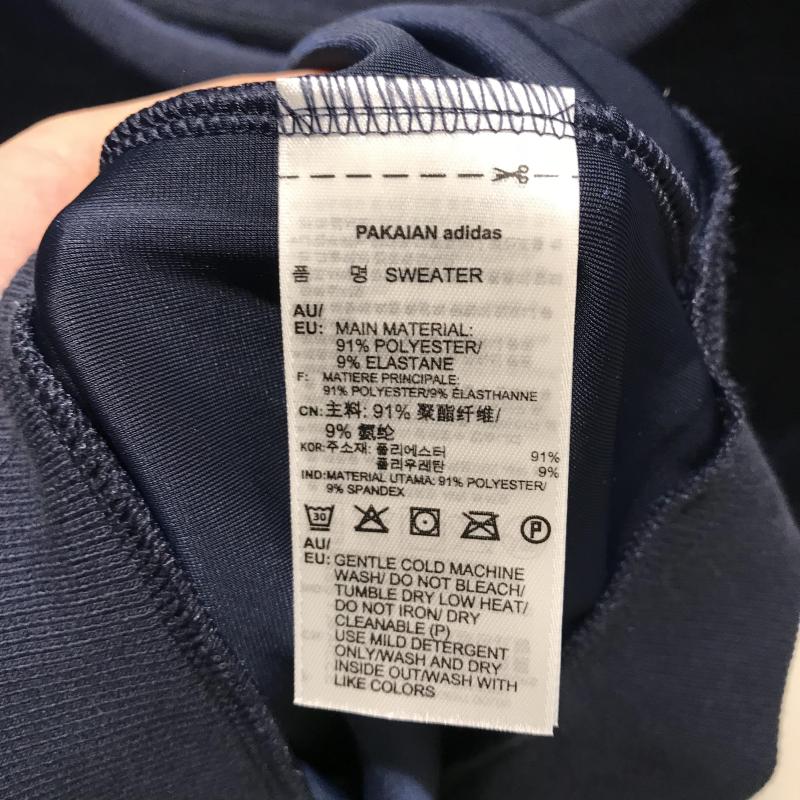 PAKAIAN adidas
품 명 SWEATER
AU/
EU: MAIN MATERIAL:
91% POLYESTER/
9% ELASTANE
F: MATIERE PRINCIPALE:
91% POLYESTER/9% ÉLASTHANNE
CN: 主料: 91% 聚酯纤维/
9% 氨纶
KOR: 주소재: 폴리에스터 91%
폴리우레탄 9%
IND: MATERIAL UTAMA: 91% POLYESTER/
9% SPANDEX
30 P
AU/
EU: GENTLE COLD MACHINE
WASH/ DO NOT BLEACH/
TUMBLE DRY LOW HEAT/
DO NOT IRON/ DRY
CLEANABLE (P)
USE MILD DETERGENT
ONLY/WASH AND DRY
INSIDE OUT/WASH WITH
LIKE COLORS